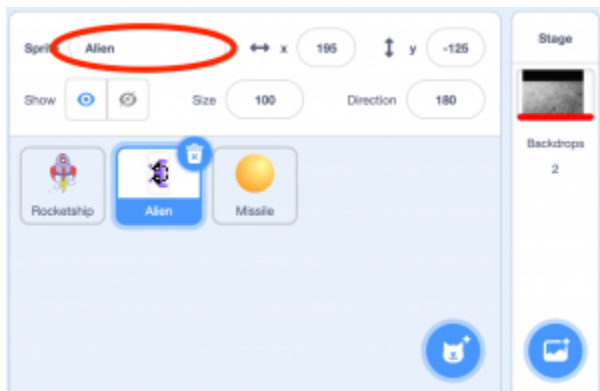 Sprite Alien x 195 y -125
Show Size 100 Direction 180
Rocketship Alien Missile
Stage
Backdrops
2